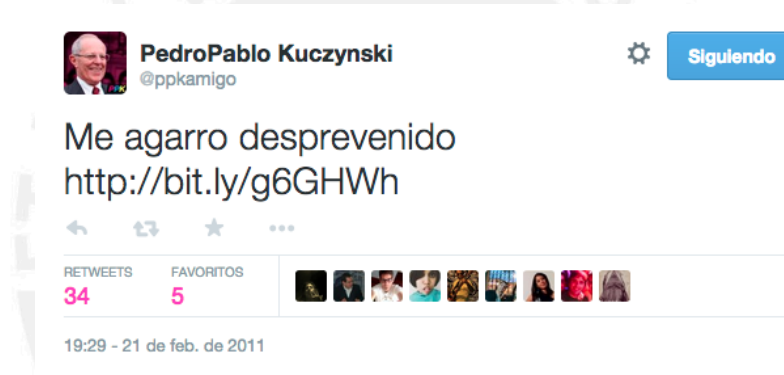 PedroPablo Kuczynski
@ppkamigo
Siguiendo
Me agarro desprevenido
http://bit.ly/g6GHWh
RETWEETS
34
FAVORITOS
5
19:29 - 21 de feb. de 2011